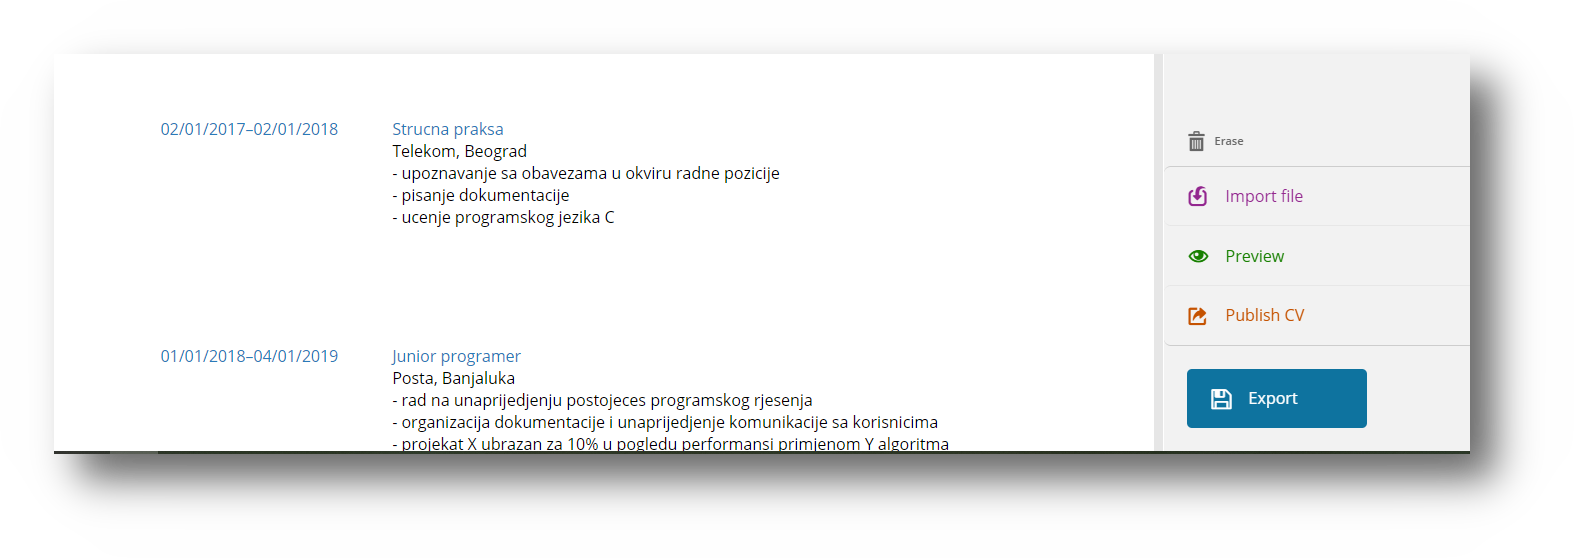 02/01/2017–02/01/2018 Strucna praksa
Telekom, Beograd
- upoznavanje sa obavezama u okviru radne pozicije
- pisanje dokumentacije
- ucenje programskog jezika C
01/01/2018–04/01/2019 Junior programer
Posta, Banjaluka
- rad na unaprijedjenju postojeces programskog rjesenja
- organizacija dokumentacije i unaprijedjenje komunikacije sa korisnicima
- projekat X ubrazan za 10% u pogledu performansi primjenom Y algoritma
Erase
Import file
Preview
Publish CV
Export